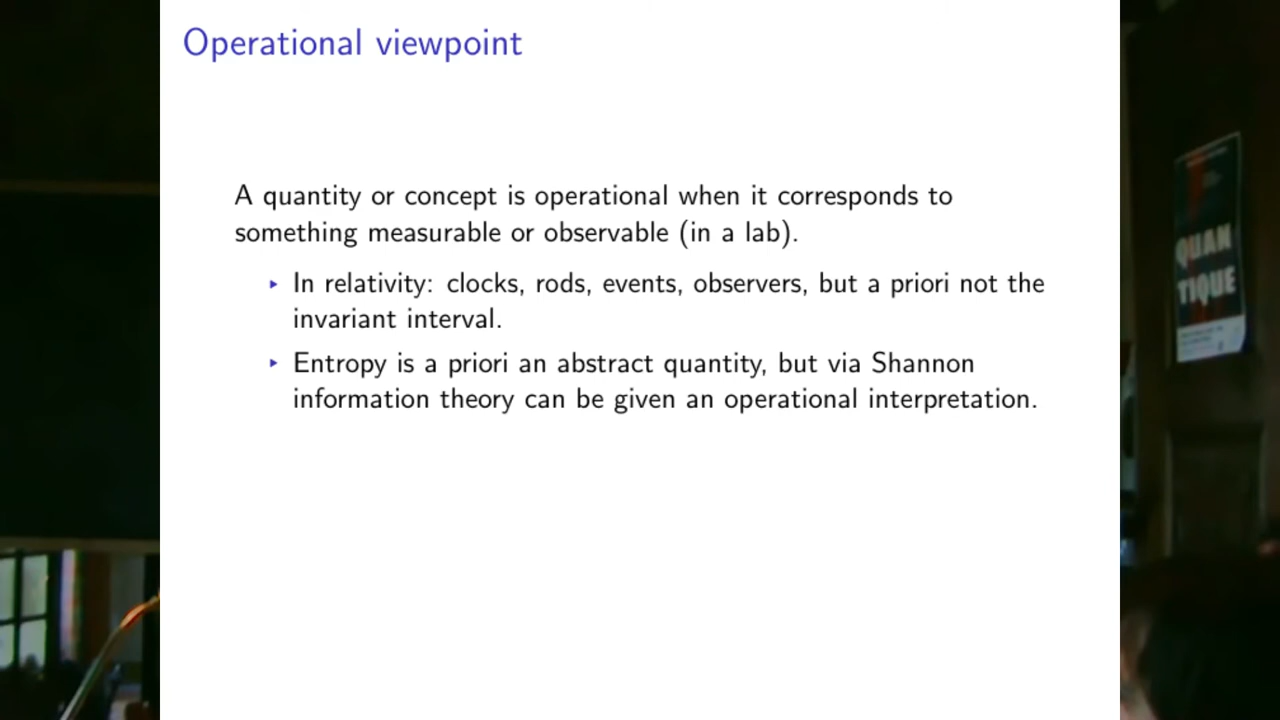 Operational viewpoint
A quantity or concept is operational when it corresponds to
something measurable or observable (in a lab).
In relativity: clocks, rods, events, observers, but a priori not the
invariant interval.
Entropy is a priori an abstract quantity, but via Shannon
information theory can be given an operational interpretation.
QUAN
TIQUE